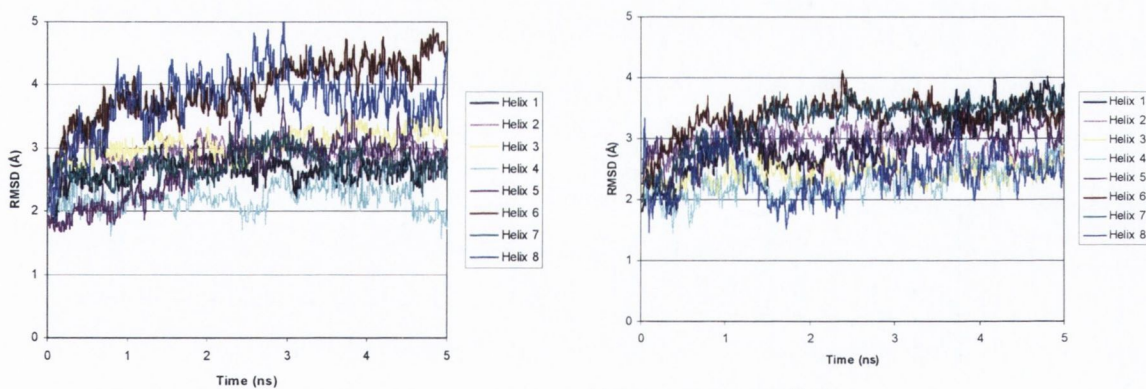 5
4
3
2
1
0
RMSD (Å)
0 1 2 3 4 5
Time (ns)
Helix 1
Helix 2
Helix 3
Helix 4
Helix 5
Helix 6
Helix 7
Helix 8
5
4
3
2
1
0
RMSD (Å)
0 1 2 3 4 5
Time (ns)
Helix 1
Helix 2
Helix 3
Helix 4
Helix 5
Helix 6
Helix 7
Helix 8